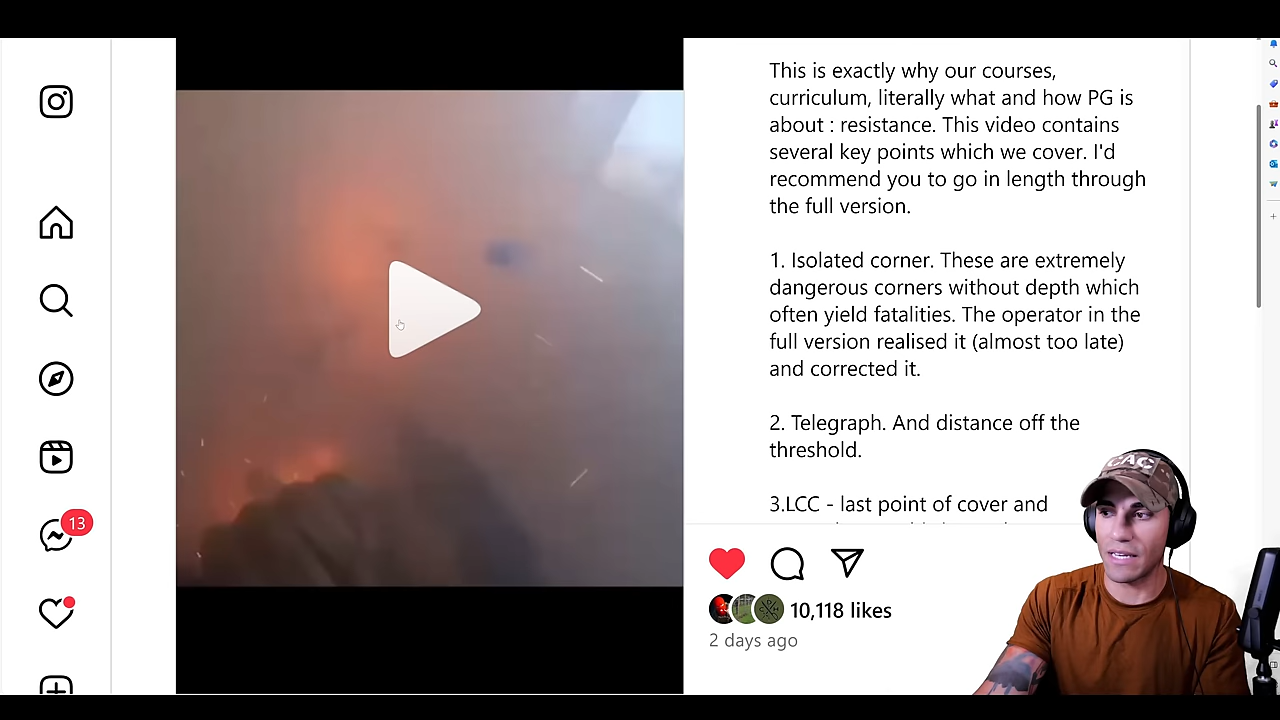 This is exactly why our courses,
curriculum, literally what and how PG is
about : resistance. This video contains
several key points which we cover. I'd
recommend you to go in length through
the full version.
1. Isolated corner. These are extremely
dangerous corners without depth which
often yield fatalities. The operator in the
full version realised it (almost too late)
and corrected it.
2. Telegraph. And distance off the
threshold.
3.LCC - last point of cover and
13
CAC
10,118 likes
2 days ago